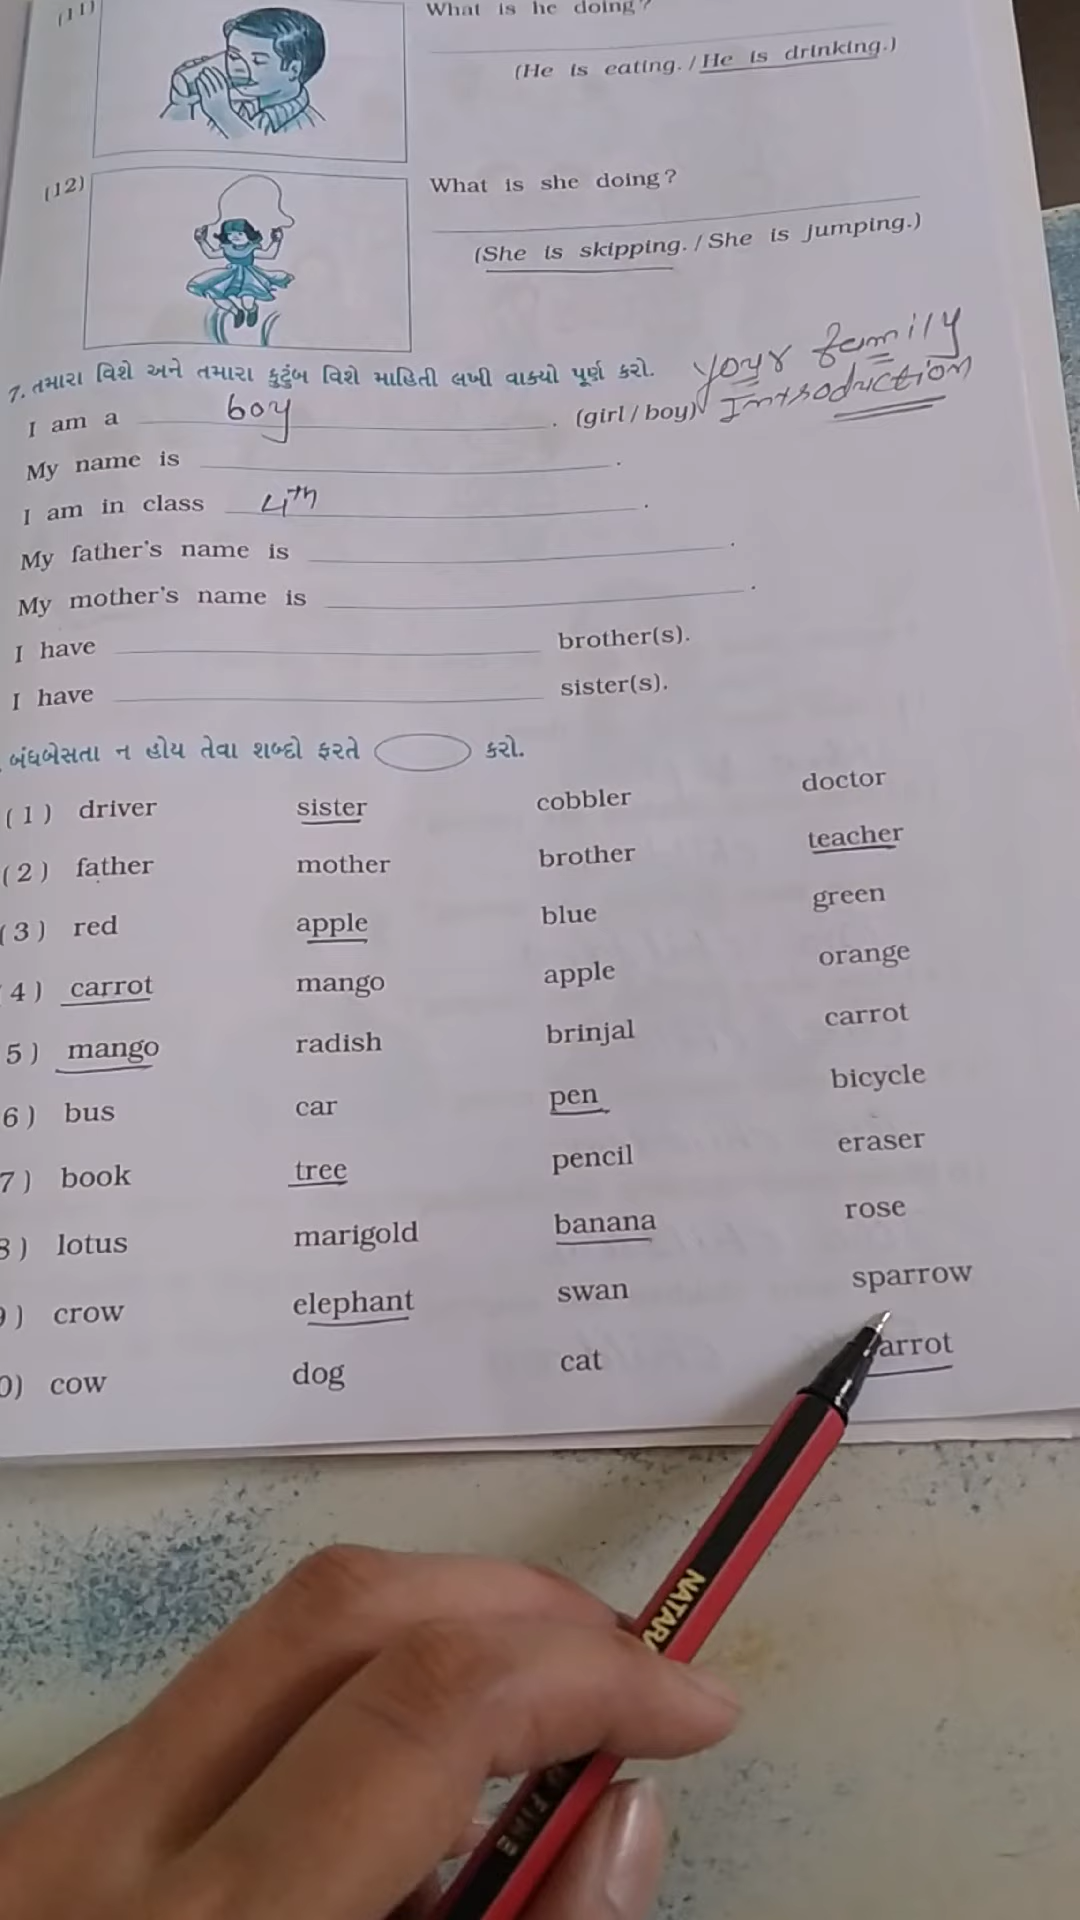 (11)
What is he doing?
(He is eating. / He is drinking.)
(12)
What is she doing?
(She is skipping. / She is jumping.)
7. તમારા વિશે અને તમારા કુટુંબ વિશે માહિતી લખી વાક્યો પૂર્ણ કરો.
your family
Introduction
I am a boy. (girl / boy)
My name is .
I am in class 4th.
My father's name is .
My mother's name is .
I have brother(s).
I have sister(s).
બંધબેસતા ન હોય તેવા શબ્દો ફરતે કરો.
(1) driver sister cobbler doctor
(2) father mother brother teacher
(3) red apple blue green
4) carrot mango apple orange
5) mango radish brinjal carrot
6) bus car pen bicycle
7) book tree pencil eraser
8) lotus marigold banana rose
9) crow elephant swan sparrow
0) cow dog cat arrot